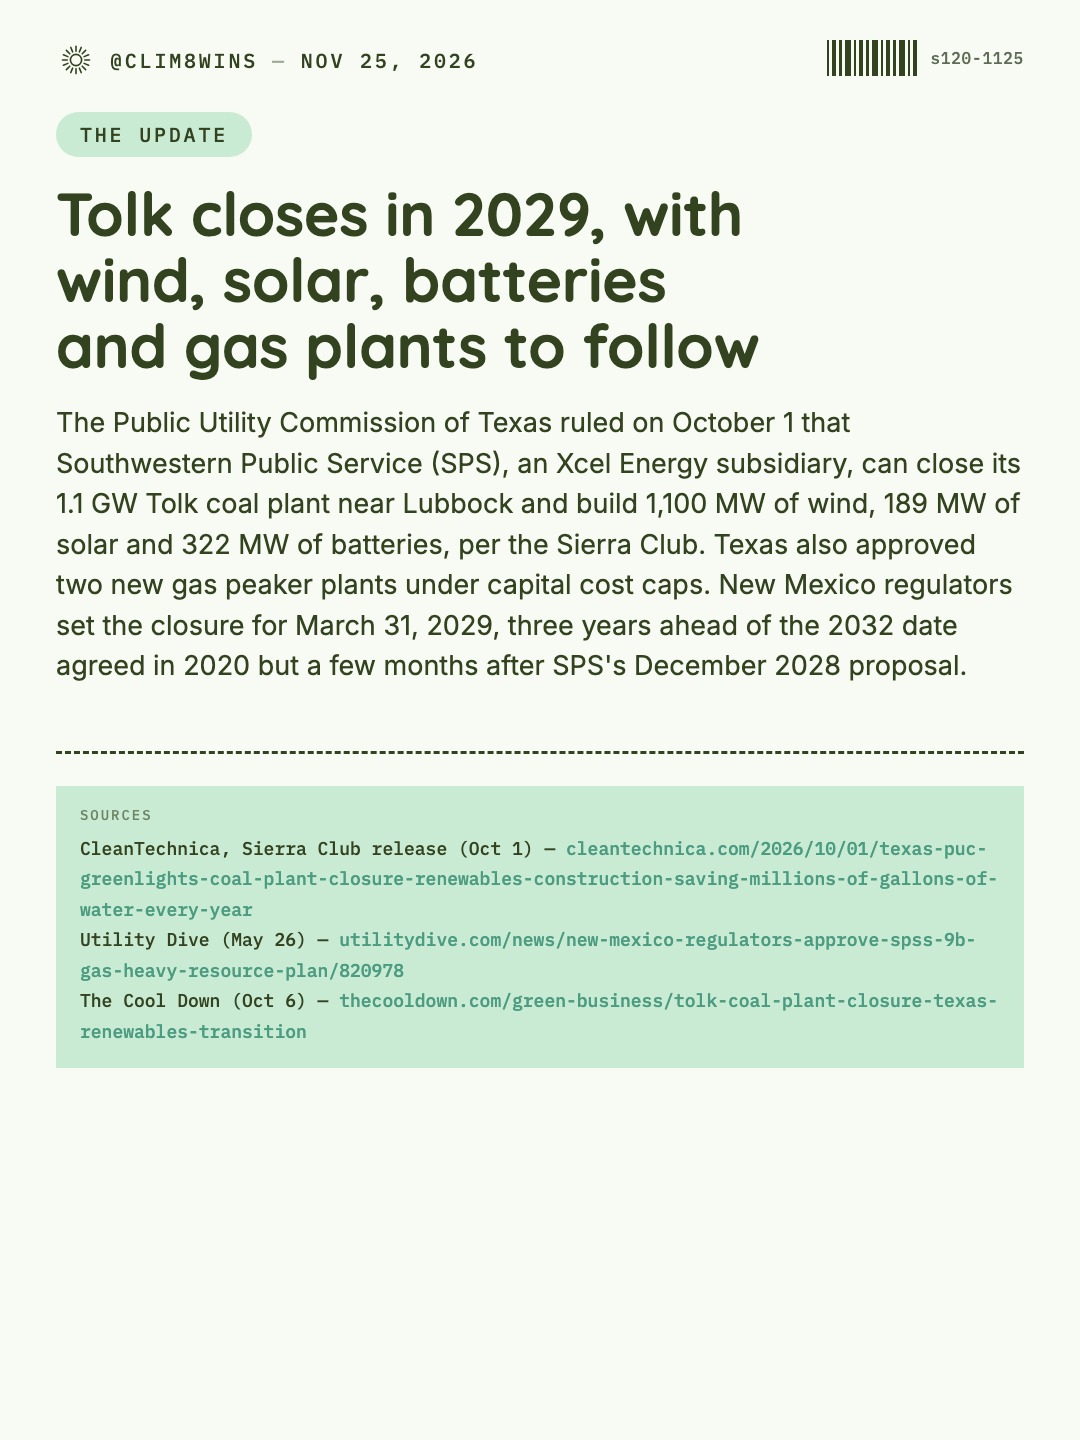 @CLIM8WINS — NOV 25, 2026
s120-1125
THE UPDATE
Tolk closes in 2029, with
wind, solar, batteries
and gas plants to follow
The Public Utility Commission of Texas ruled on October 1 that
Southwestern Public Service (SPS), an Xcel Energy subsidiary, can close its
1.1 GW Tolk coal plant near Lubbock and build 1,100 MW of wind, 189 MW of
solar and 322 MW of batteries, per the Sierra Club. Texas also approved
two new gas peaker plants under capital cost caps. New Mexico regulators
set the closure for March 31, 2029, three years ahead of the 2032 date
agreed in 2020 but a few months after SPS's December 2028 proposal.
SOURCES
CleanTechnica, Sierra Club release (Oct 1) — cleantechnica.com/2026/10/01/texas-puc-
greenlights-coal-plant-closure-renewables-construction-saving-millions-of-gallons-of-
water-every-year
Utility Dive (May 26) — utilitydive.com/news/new-mexico-regulators-approve-spss-9b-
gas-heavy-resource-plan/820978
The Cool Down (Oct 6) — thecooldown.com/green-business/tolk-coal-plant-closure-texas-
renewables-transition